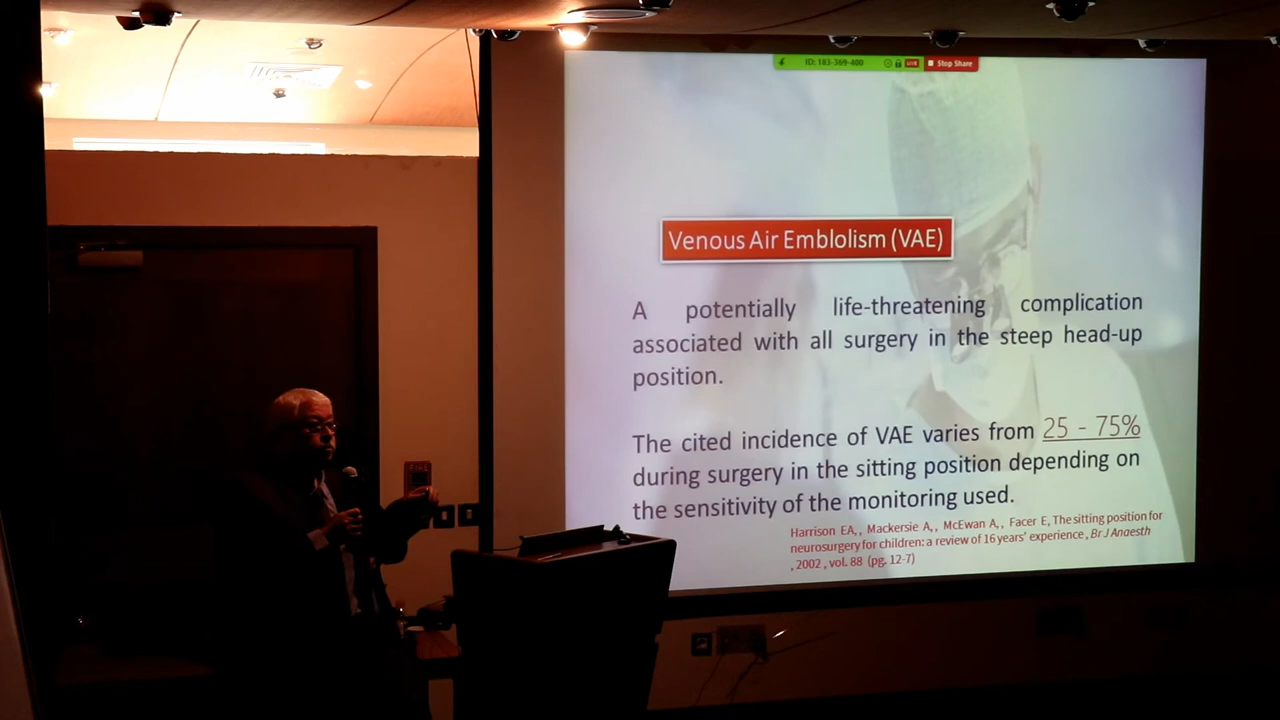 ID: 183-369-400 LIVE Stop Share
Venous Air Emblolism (VAE)
A potentially life-threatening complication
associated with all surgery in the steep head-up
position.
The cited incidence of VAE varies from 25 - 75%
during surgery in the sitting position depending on
the sensitivity of the monitoring used.
Harrison EA,, Mackersie A,, McEwan A,, Facer E, The sitting position for
neurosurgery for children: a review of 16 years' experience, Br J Anaesth
, 2002 , vol. 88 (pg. 12-7)